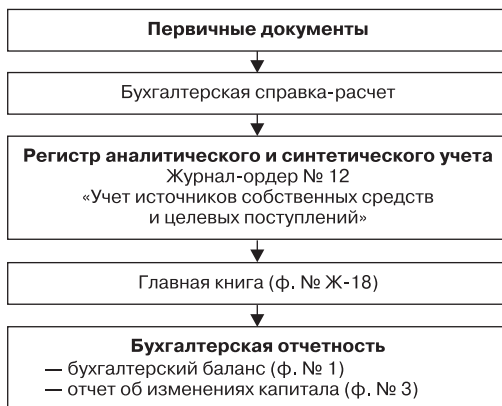 Первичные документы
Бухгалтерская справка-расчет
Регистр аналитического и синтетического учета
Журнал-ордер № 12
«Учет источников собственных средств
и целевых поступлений»
Главная книга (ф. № Ж-18)
Бухгалтерская отчетность
— бухгалтерский баланс (ф. № 1)
— отчет об изменениях капитала (ф. № 3)